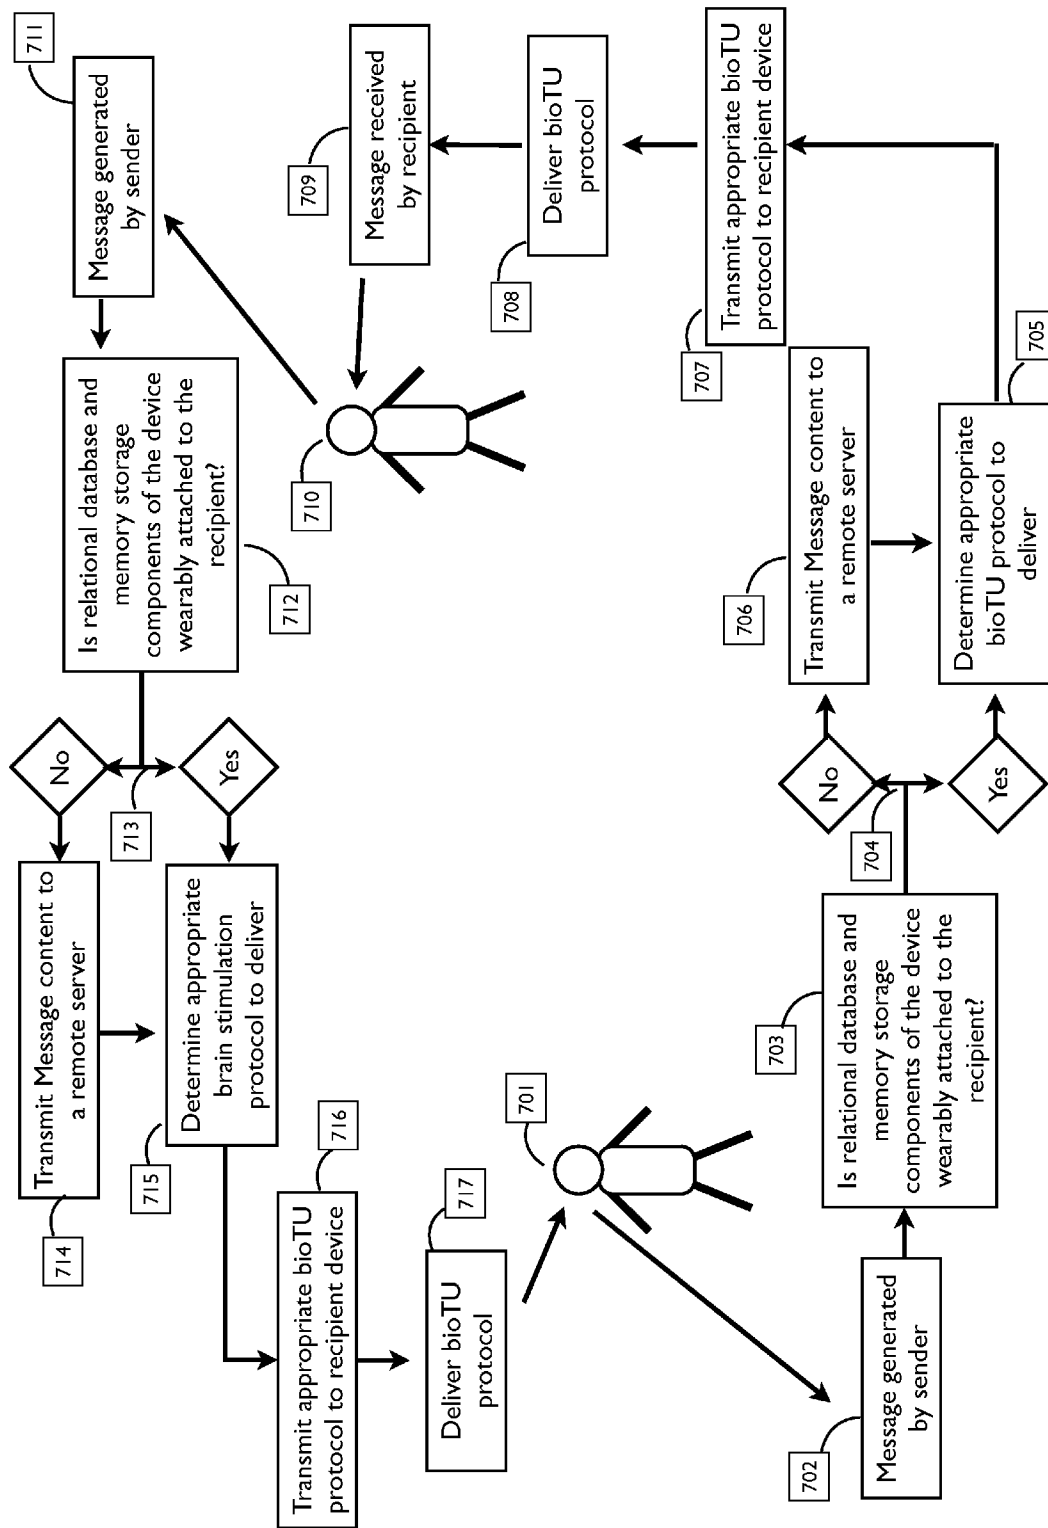 701
702
Message generated
by sender
703
Is relational database and
memory storage
components of the device
wearably attached to the
recipient?
704
No
Yes
706
Transmit Message content to
a remote server
705
Determine appropriate
bioTU protocol to
deliver
707
Transmit appropriate bioTU
protocol to recipient device
708
Deliver bioTU
protocol
709
Message received
by recipient
710
711
Message generated
by sender
712
Is relational database and
memory storage
components of the device
wearably attached to the
recipient?
713
No
Yes
714
Transmit Message content to
a remote server
715
Determine appropriate
brain stimulation
protocol to deliver
716
Transmit appropriate bioTU
protocol to recipient device
717
Deliver bioTU
protocol